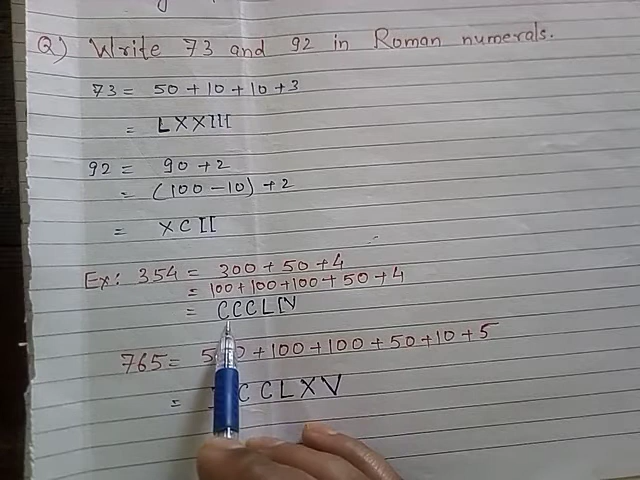 Q) Write 73 and 92 in Roman numerals.
73 = 50 + 10 + 10 + 3
= LXXIII
92 = 90 + 2
= (100 - 10) + 2
= XCII
Ex: 354 = 300 + 50 + 4
= 100 + 100 + 100 + 50 + 4
= CCCLIV
765 = + 100 + 100 + 50 + 10 + 5
= CCLXV